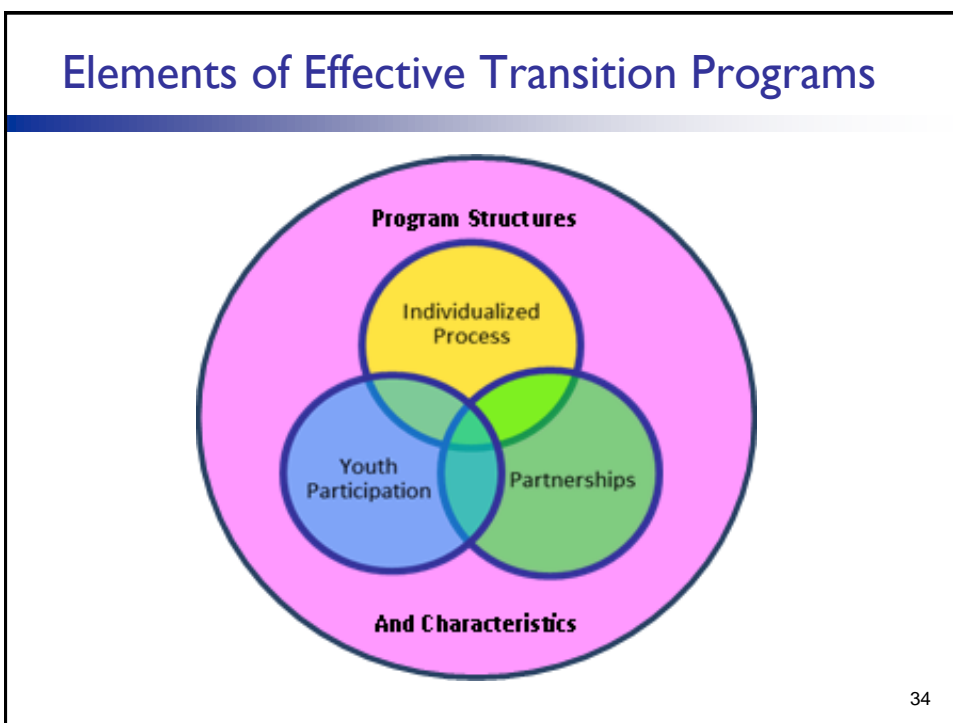 Elements of Effective Transition Programs
Program Structures
Individualized
Process
Youth
Participation
Partnerships
And Characteristics
34